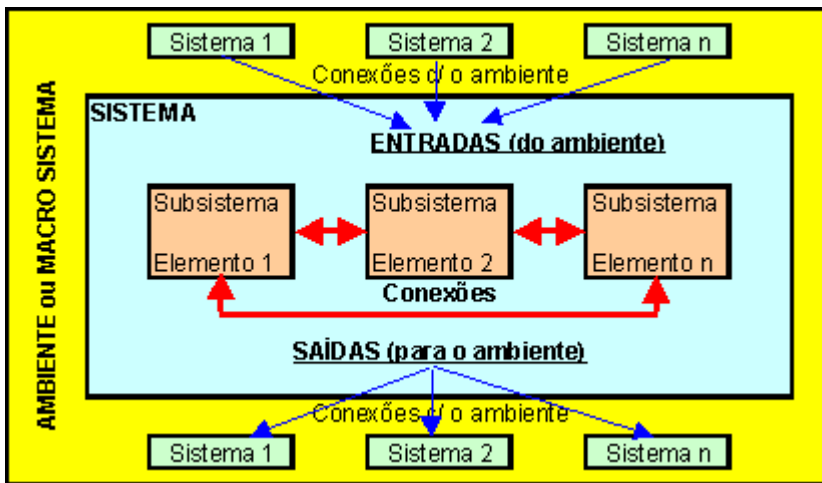 Sistema 1
Sistema 2
Sistema n
Conexões c/ o ambiente
AMBIENTE ou MACRO SISTEMA
SISTEMA
ENTRADAS (do ambiente)
Subsistema
Elemento 1
Subsistema
Elemento 2
Subsistema
Elemento n
Conexões
SAÍDAS (para o ambiente)
Conexões c/ o ambiente
Sistema 1
Sistema 2
Sistema n